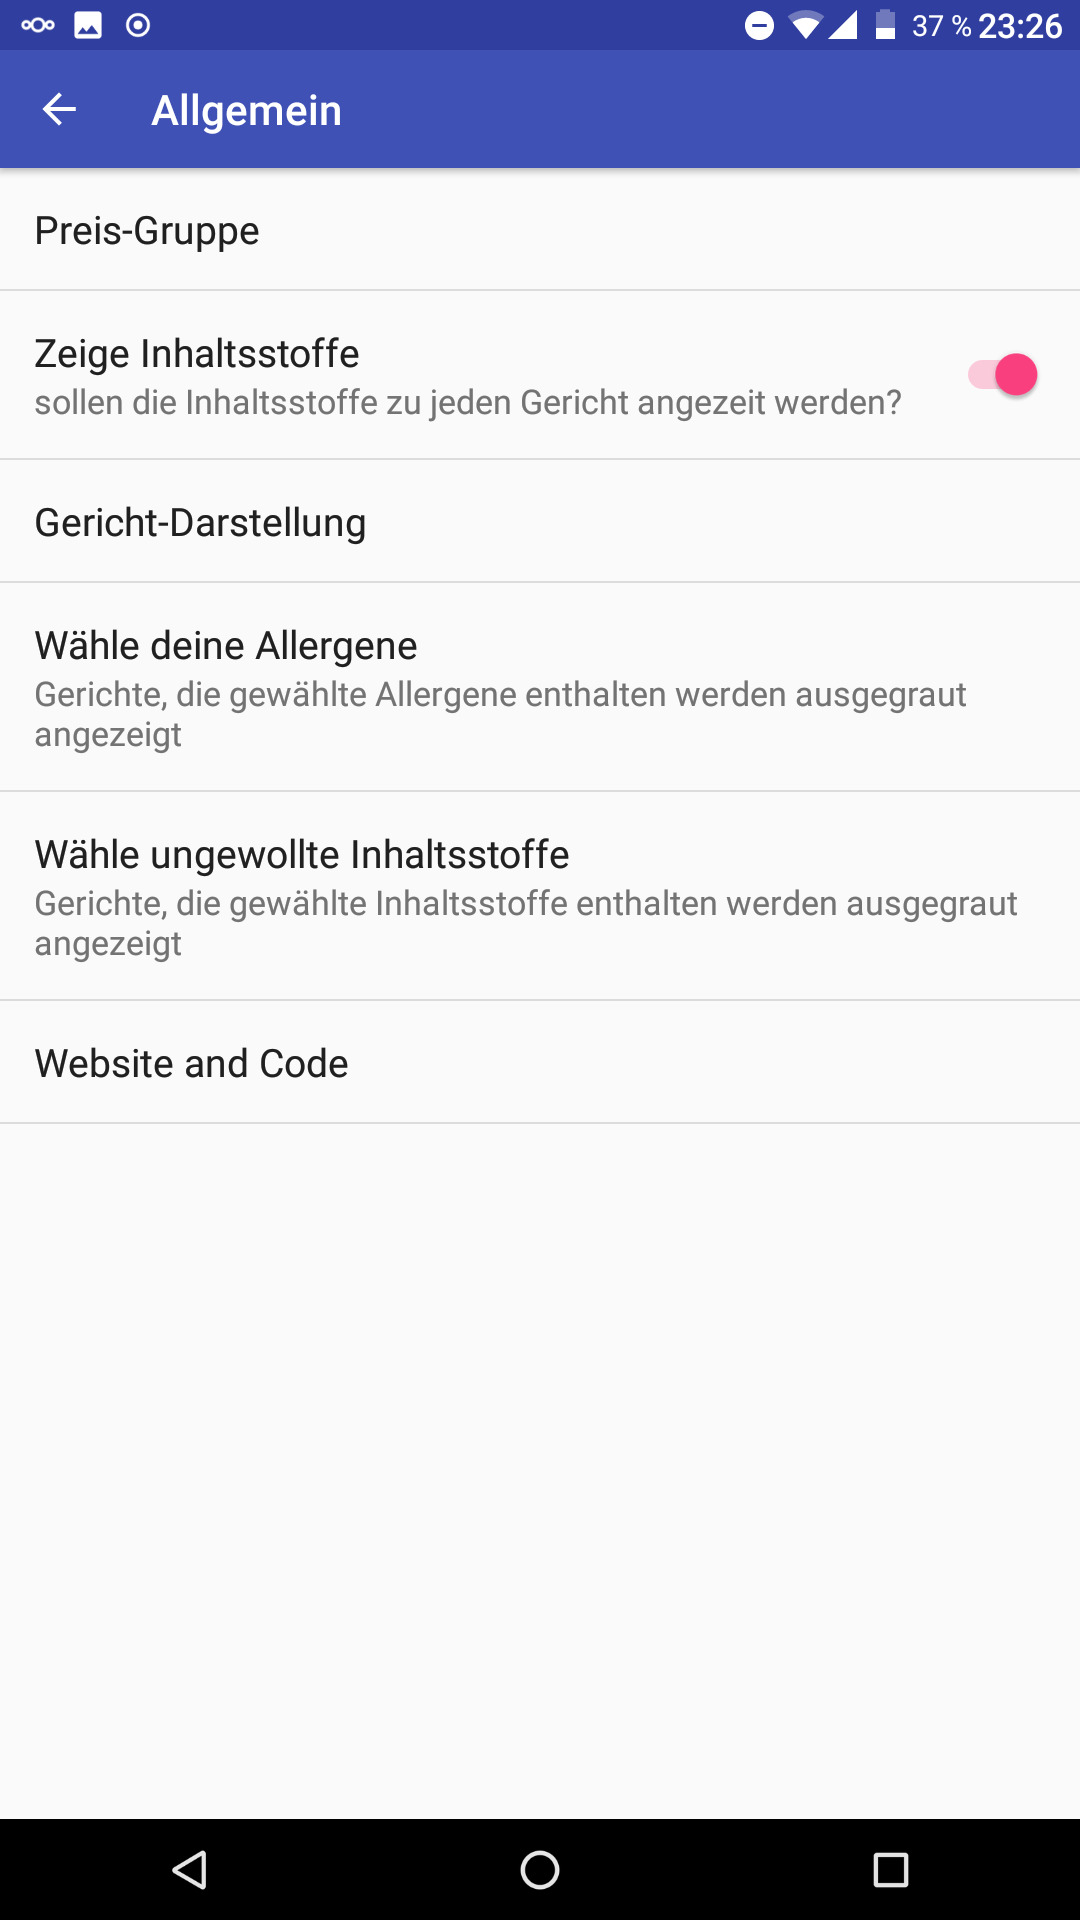 37 % 23:26
Allgemein
Preis-Gruppe
Zeige Inhaltsstoffe
sollen die Inhaltsstoffe zu jeden Gericht angezeit werden?
Gericht-Darstellung
Wähle deine Allergene
Gerichte, die gewählte Allergene enthalten werden ausgegraut
angezeigt
Wähle ungewollte Inhaltsstoffe
Gerichte, die gewählte Inhaltsstoffe enthalten werden ausgegraut
angezeigt
Website and Code